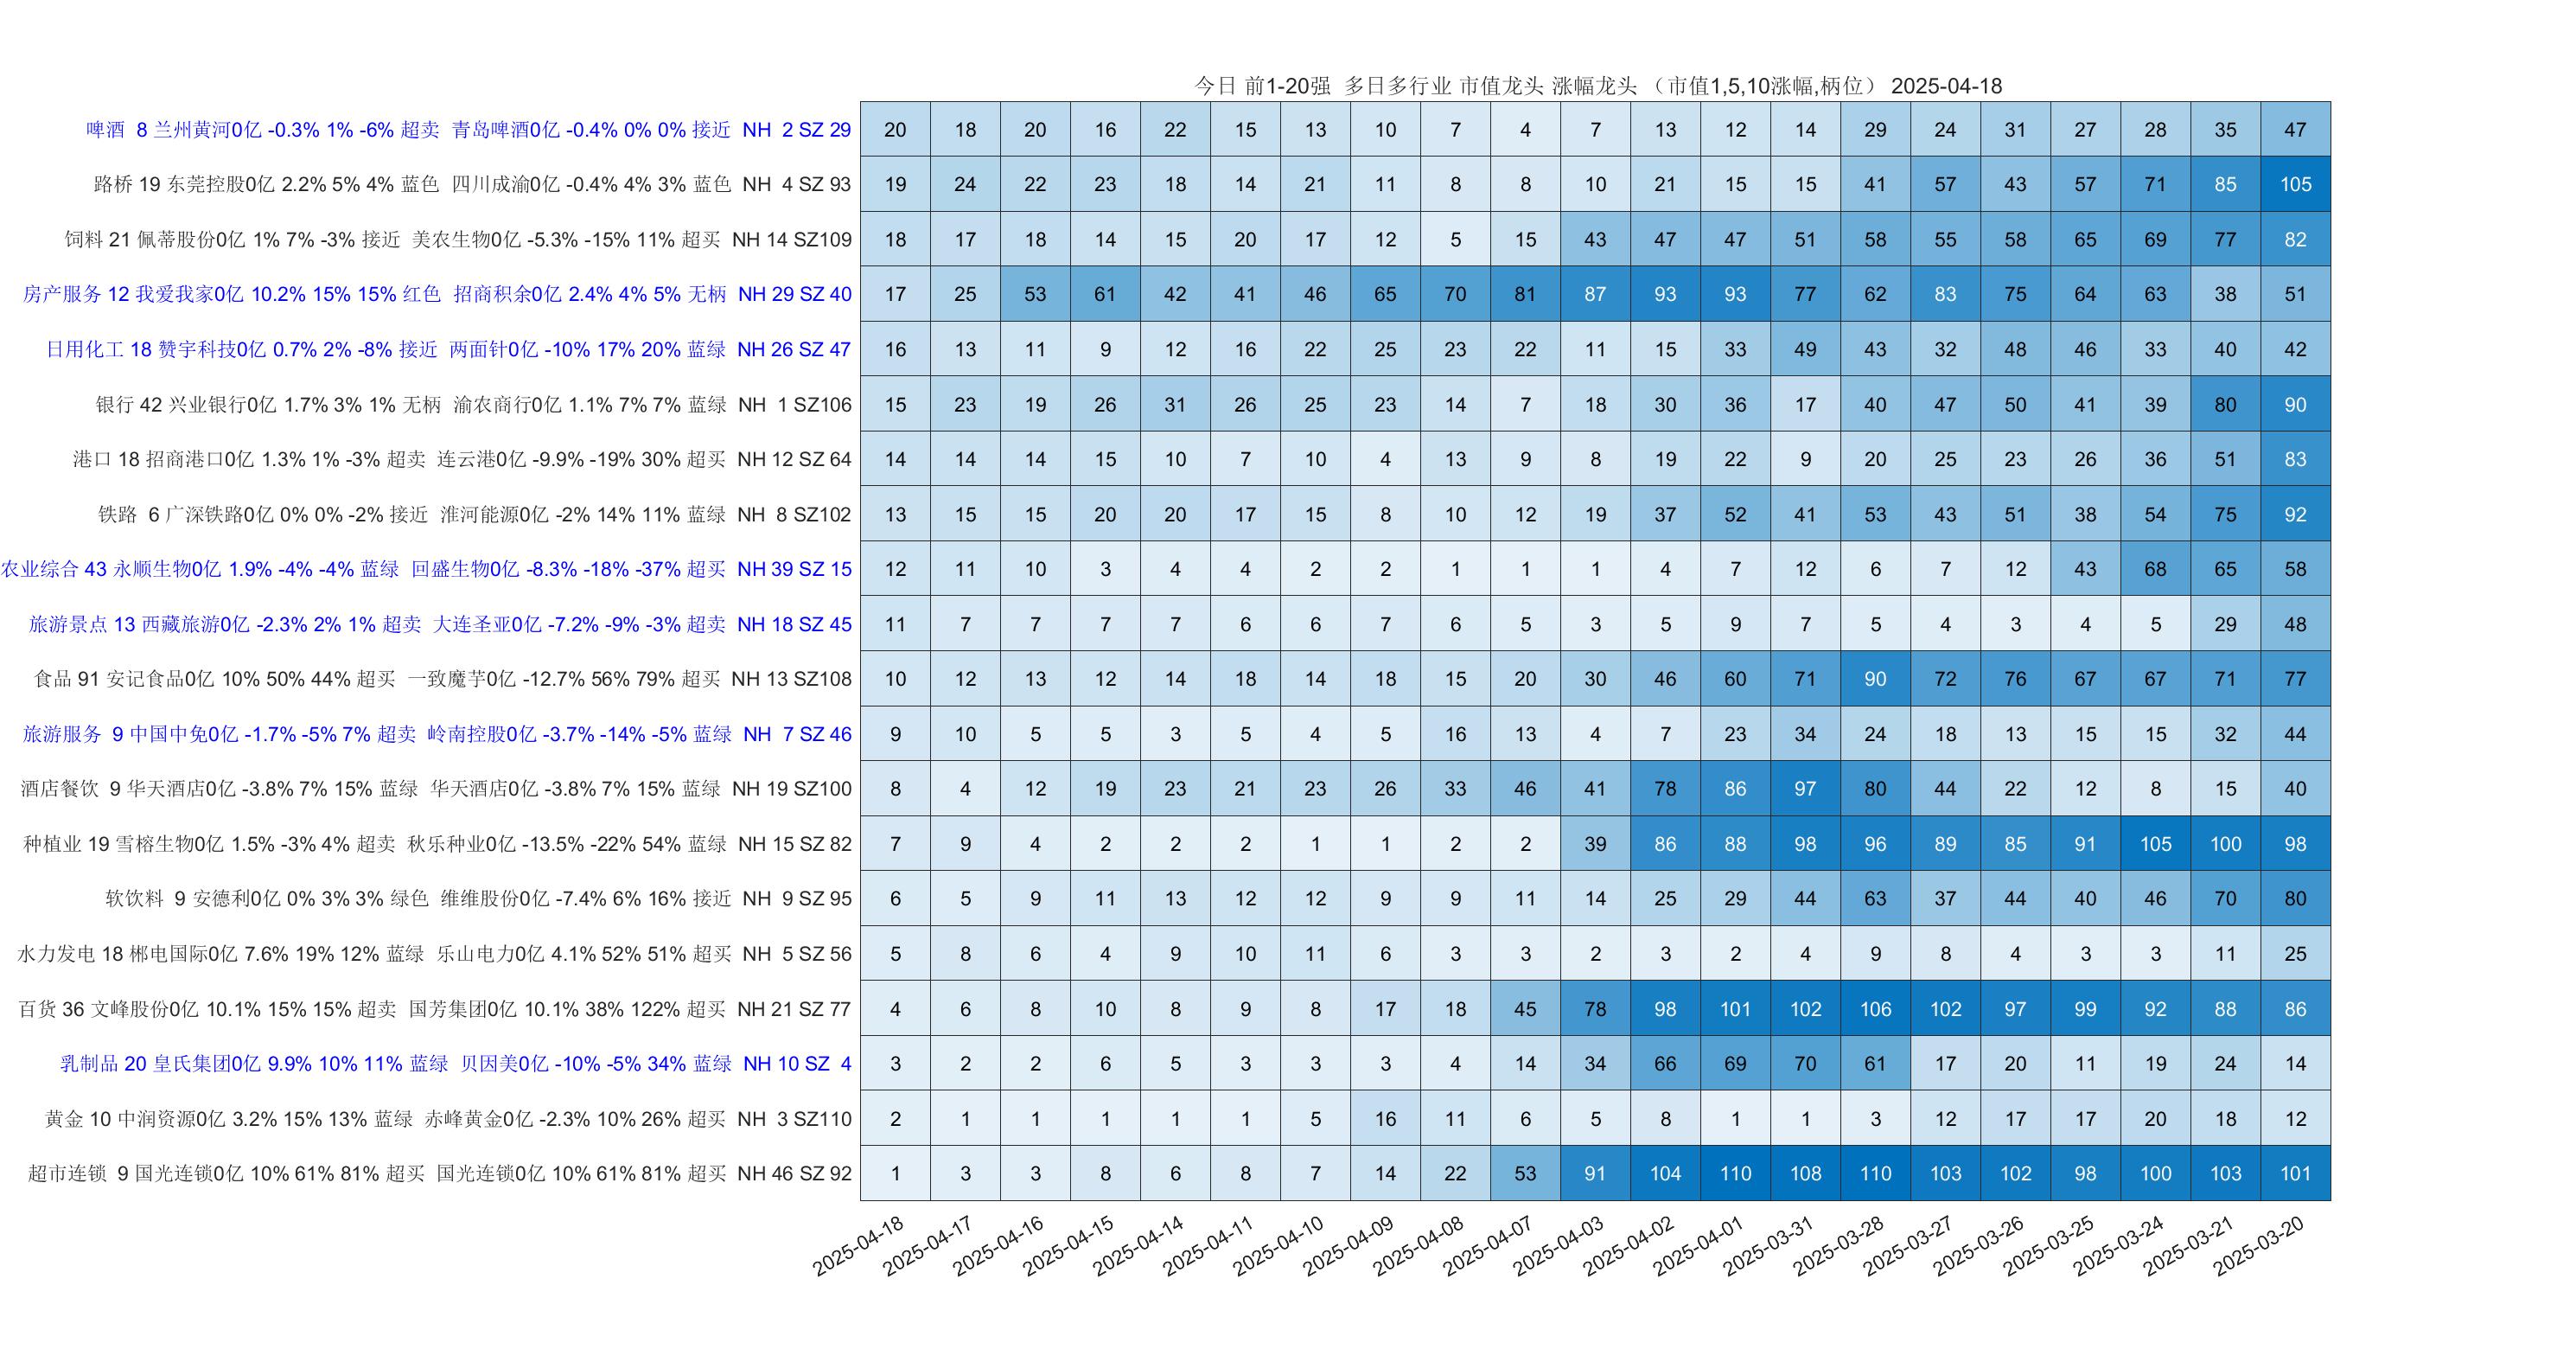 今日 前1-20强 多日多行业 市值龙头 涨幅龙头 （市值1,5,10涨幅,柄位） 2025-04-18
啤酒 8 兰州黄河0亿 -0.3% 1% -6% 超卖 青岛啤酒0亿 -0.4% 0% 0% 接近 NH 2 SZ 29 20 18 20 16 22 15 13 10 7 4 7 13 12 14 29 24 31 27 28 35 47
路桥 19 东莞控股0亿 2.2% 5% 4% 蓝色 四川成渝0亿 -0.4% 4% 3% 蓝色 NH 4 SZ 93 19 24 22 23 18 14 21 11 8 8 10 21 15 15 41 57 43 57 71 85 105
饲料 21 佩蒂股份0亿 1% 7% -3% 接近 美农生物0亿 -5.3% -15% 11% 超买 NH 14 SZ109 18 17 18 14 15 20 17 12 5 15 43 47 47 51 58 55 58 65 69 77 82
房产服务 12 我爱我家0亿 10.2% 15% 15% 红色 招商积余0亿 2.4% 4% 5% 无柄 NH 29 SZ 40 17 25 53 61 42 41 46 65 70 81 87 93 93 77 62 83 75 64 63 38 51
日用化工 18 赞宇科技0亿 0.7% 2% -8% 接近 两面针0亿 -10% 17% 20% 蓝绿 NH 26 SZ 47 16 13 11 9 12 16 22 25 23 22 11 15 33 49 43 32 48 46 33 40 42
银行 42 兴业银行0亿 1.7% 3% 1% 无柄 渝农商行0亿 1.1% 7% 7% 蓝绿 NH 1 SZ106 15 23 19 26 31 26 25 23 14 7 18 30 36 17 40 47 50 41 39 80 90
港口 18 招商港口0亿 1.3% 1% -3% 超卖 连云港0亿 -9.9% -19% 30% 超买 NH 12 SZ 64 14 14 14 15 10 7 10 4 13 9 8 19 22 9 20 25 23 26 36 51 83
铁路 6 广深铁路0亿 0% 0% -2% 接近 淮河能源0亿 -2% 14% 11% 蓝绿 NH 8 SZ102 13 15 15 20 20 17 15 8 10 12 19 37 52 41 53 43 51 38 54 75 92
农业综合 43 永顺生物0亿 1.9% -4% -4% 蓝绿 回盛生物0亿 -8.3% -18% -37% 超买 NH 39 SZ 15 12 11 10 3 4 4 2 2 1 1 1 4 7 12 6 7 12 43 68 65 58
旅游景点 13 西藏旅游0亿 -2.3% 2% 1% 超卖 大连圣亚0亿 -7.2% -9% -3% 超卖 NH 18 SZ 45 11 7 7 7 7 6 6 7 6 5 3 5 9 7 5 4 3 4 5 29 48
食品 91 安记食品0亿 10% 50% 44% 超买 一致魔芋0亿 -12.7% 56% 79% 超买 NH 13 SZ108 10 12 13 12 14 18 14 18 15 20 30 46 60 71 90 72 76 67 67 71 77
旅游服务 9 中国中免0亿 -1.7% -5% 7% 超卖 岭南控股0亿 -3.7% -14% -5% 蓝绿 NH 7 SZ 46 9 10 5 5 3 5 4 5 16 13 4 7 23 34 24 18 13 15 15 32 44
酒店餐饮 9 华天酒店0亿 -3.8% 7% 15% 蓝绿 华天酒店0亿 -3.8% 7% 15% 蓝绿 NH 19 SZ100 8 4 12 19 23 21 23 26 33 46 41 78 86 97 80 44 22 12 8 15 40
种植业 19 雪榕生物0亿 1.5% -3% 4% 超卖 秋乐种业0亿 -13.5% -22% 54% 蓝绿 NH 15 SZ 82 7 9 4 2 2 2 1 1 2 2 39 86 88 98 96 89 85 91 105 100 98
软饮料 9 安德利0亿 0% 3% 3% 绿色 维维股份0亿 -7.4% 6% 16% 接近 NH 9 SZ 95 6 5 9 11 13 12 12 9 9 11 14 25 29 44 63 37 44 40 46 70 80
水力发电 18 郴电国际0亿 7.6% 19% 12% 蓝绿 乐山电力0亿 4.1% 52% 51% 超买 NH 5 SZ 56 5 8 6 4 9 10 11 6 3 3 2 3 2 4 9 8 4 3 3 11 25
百货 36 文峰股份0亿 10.1% 15% 15% 超卖 国芳集团0亿 10.1% 38% 122% 超买 NH 21 SZ 77 4 6 8 10 8 9 8 17 18 45 78 98 101 102 106 102 97 99 92 88 86
乳制品 20 皇氏集团0亿 9.9% 10% 11% 蓝绿 贝因美0亿 -10% -5% 34% 蓝绿 NH 10 SZ 4 3 2 2 6 5 3 3 3 4 14 34 66 69 70 61 17 20 11 19 24 14
黄金 10 中润资源0亿 3.2% 15% 13% 蓝绿 赤峰黄金0亿 -2.3% 10% 26% 超买 NH 3 SZ110 2 1 1 1 1 1 5 16 11 6 5 8 1 1 3 12 17 17 20 18 12
超市连锁 9 国光连锁0亿 10% 61% 81% 超买 国光连锁0亿 10% 61% 81% 超买 NH 46 SZ 92 1 3 3 8 6 8 7 14 22 53 91 104 110 108 110 103 102 98 100 103 101
2025-04-18 2025-04-17 2025-04-16 2025-04-15 2025-04-14 2025-04-11 2025-04-10 2025-04-09 2025-04-08 2025-04-07 2025-04-03 2025-04-02 2025-04-01 2025-03-31 2025-03-28 2025-03-27 2025-03-26 2025-03-25 2025-03-24 2025-03-21 2025-03-20